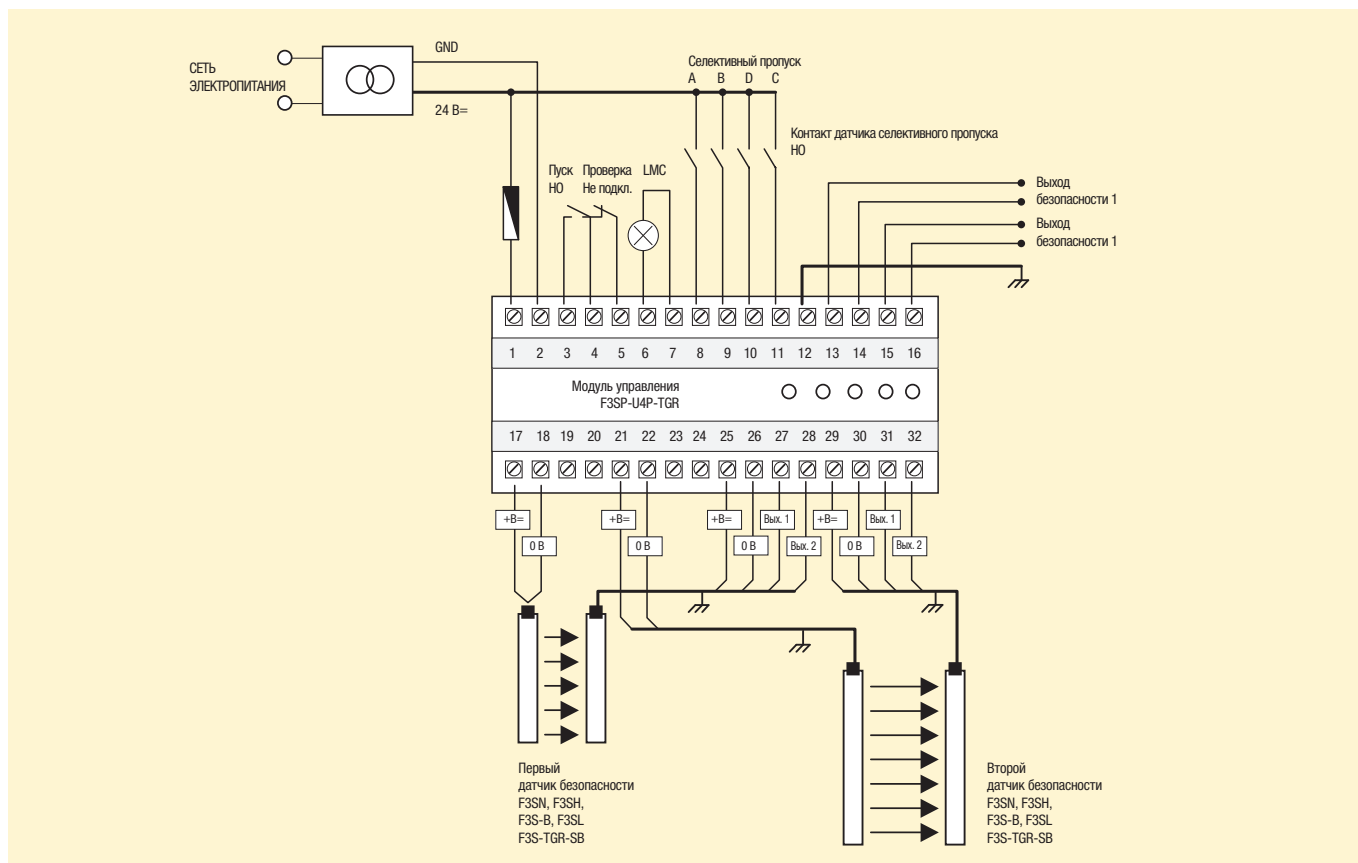 GND
СЕТЬ
ЭЛЕКТРОПИТАНИЯ
24 В=
Селективный пропуск
A B D C
Контакт датчика селективного пропуска
НО
Пуск Проверка LMC
НО Не подкл.
Выход
безопасности 1
Выход
безопасности 1
1 2 3 4 5 6 7 8 9 10 11 12 13 14 15 16
Модуль управления
F3SP-U4P-TGR
17 18 19 20 21 22 23 24 25 26 27 28 29 30 31 32
+В= +В= +В= Вых. 1 +В= Вых. 1
0 В 0 В 0 В Вых. 2 0 В Вых. 2
Первый
датчик безопасности
F3SN, F3SH,
F3S-B, F3SL
F3S-TGR-SB
Второй
датчик безопасности
F3SN, F3SH,
F3S-B, F3SL
F3S-TGR-SB